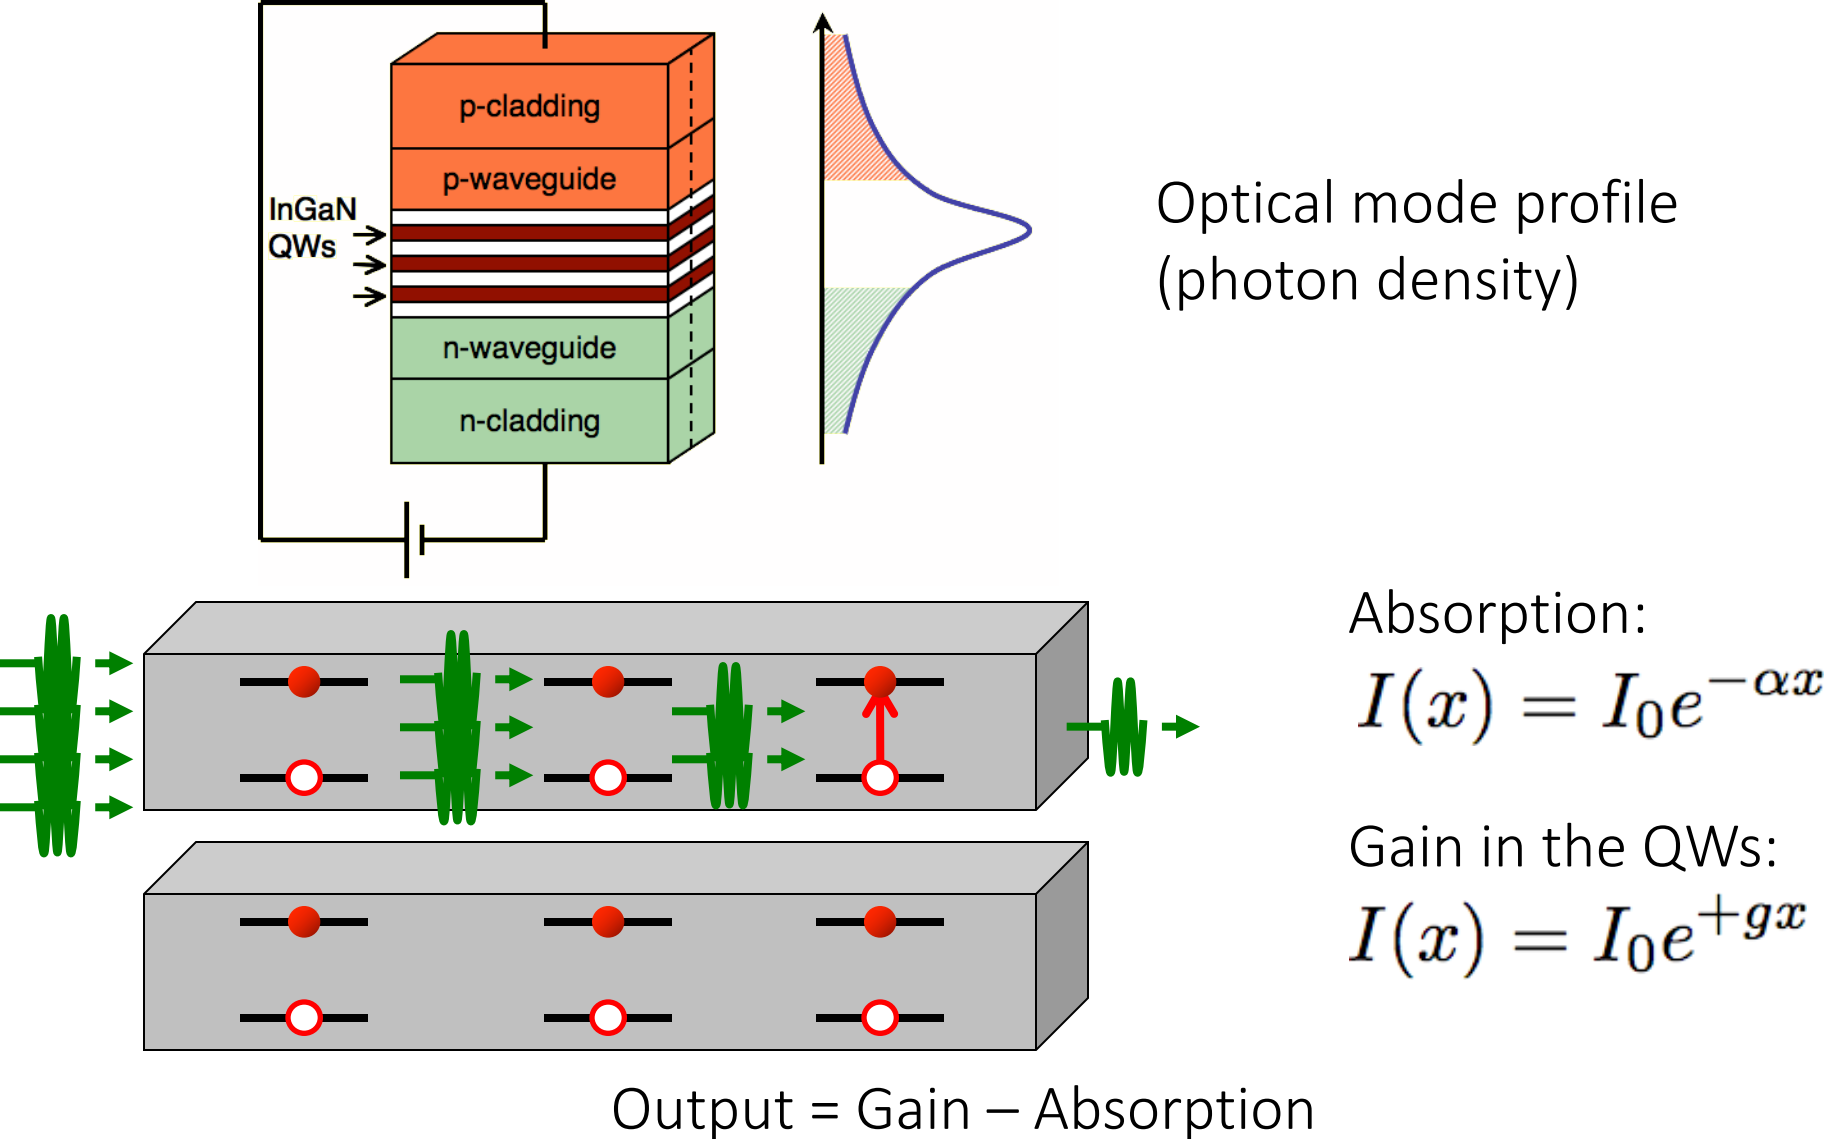 p-cladding
p-waveguide
InGaN
QWs
n-waveguide
n-cladding
Optical mode profile
(photon density)
Absorption:
I(x) = I₀e^{−αx}
Gain in the QWs:
I(x) = I₀e^{+gx}
Output = Gain – Absorption